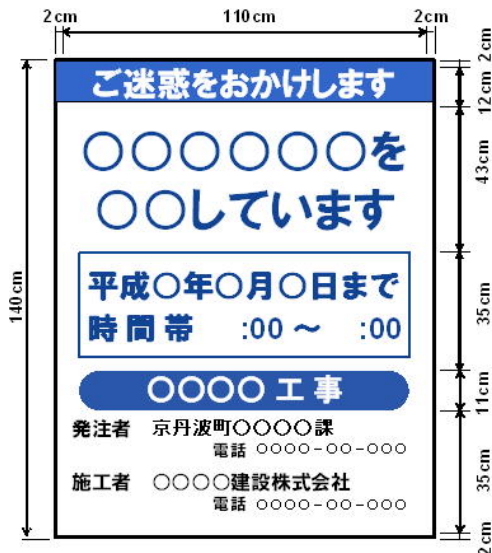 2cm 110cm 2cm
2cm
12cm
43cm
35cm
11cm
35cm
2cm
140cm
ご迷惑をおかけします
○○○○○○を
○○しています
平成○年○月○日まで
時間帯 :00 ~ :00
○○○○工事
発注者 京丹波町○○○○課
電話 ○○○○-○○-○○○
施工者 ○○○○建設株式会社
電話 ○○○○-○○-○○○